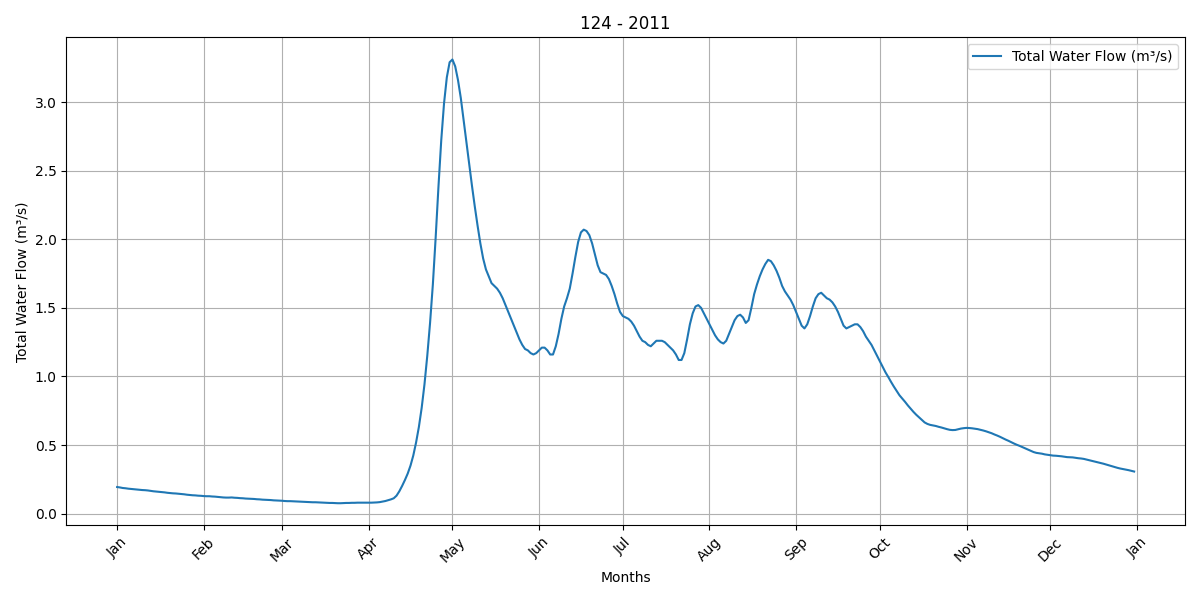 124 - 2011
Total Water Flow (m³/s)
Total Water Flow (m³/s)
3.0
2.5
2.0
1.5
1.0
0.5
0.0
Jan Feb Mar Apr May Jun Jul Aug Sep Oct Nov Dec Jan
Months